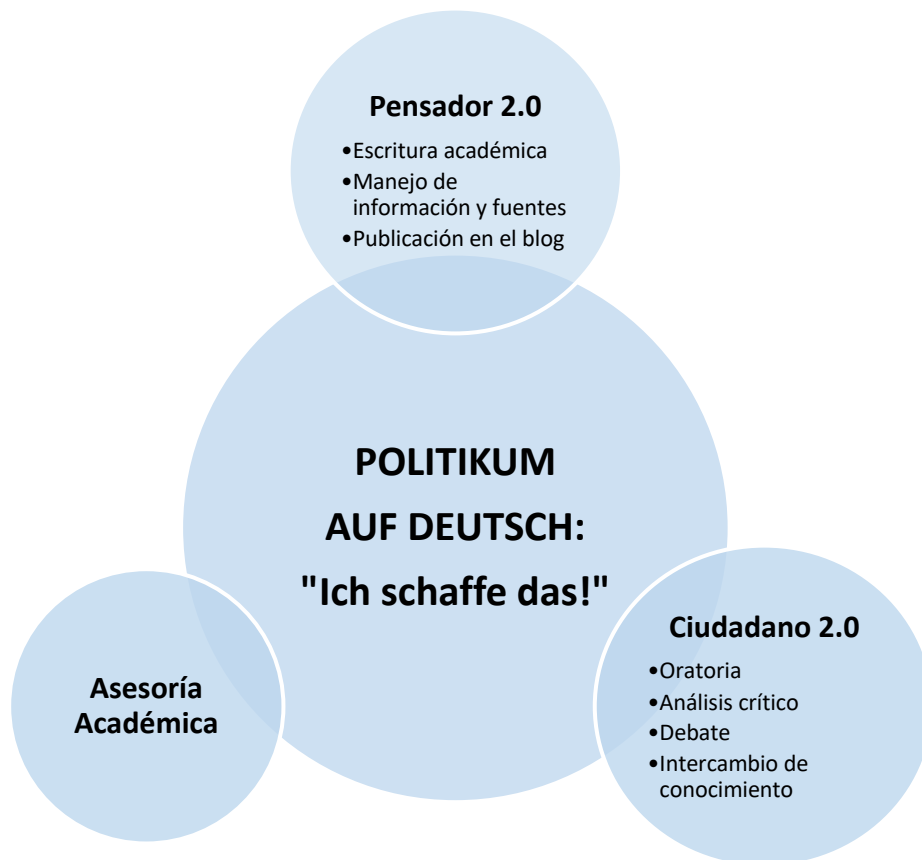 Pensador 2.0
•Escritura académica
•Manejo de
información y fuentes
•Publicación en el blog
POLITIKUM
AUF DEUTSCH:
"Ich schaffe das!"
Asesoría
Académica
Ciudadano 2.0
•Oratoria
•Análisis crítico
•Debate
•Intercambio de
conocimiento